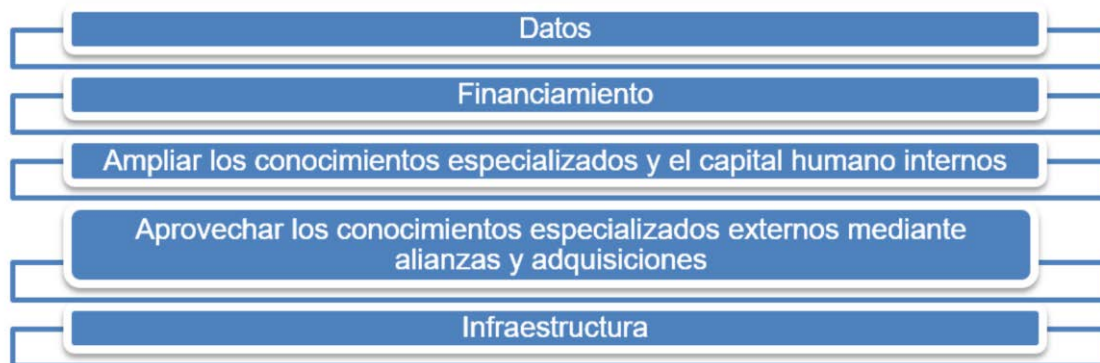 Datos
Financiamiento
Ampliar los conocimientos especializados y el capital humano internos
Aprovechar los conocimientos especializados externos mediante
alianzas y adquisiciones
Infraestructura